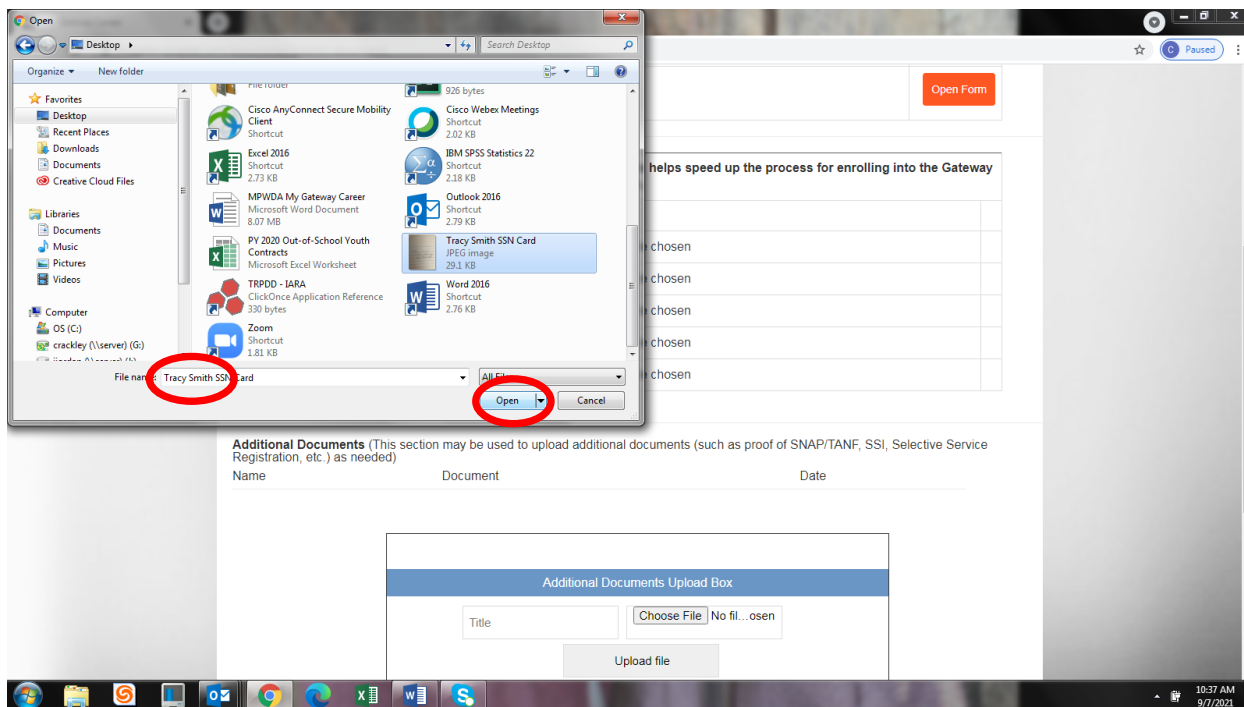 Open
Desktop
Search Desktop
Paused
C
Organize
New folder
Favorites
Desktop
Recent Places
Downloads
Documents
Creative Cloud Files
Libraries
Documents
Music
Pictures
Videos
Computer
OS (C:)
crackley (\\server) (G:)
File folder
926 bytes
Cisco AnyConnect Secure Mobility
Client
Shortcut
Cisco Webex Meetings
Shortcut
2.02 KB
Excel 2016
Shortcut
2.73 KB
IBM SPSS Statistics 22
Shortcut
2.18 KB
MPWDA My Gateway Career
Microsoft Word Document
8.07 MB
Outlook 2016
Shortcut
2.79 KB
PY 2020 Out-of-School Youth
Contracts
Microsoft Excel Worksheet
Tracy Smith SSN Card
JPEG image
29.1 KB
TRPDD - IARA
ClickOnce Application Reference
330 bytes
Word 2016
Shortcut
2.76 KB
Zoom
Shortcut
1.81 KB
File name: Tracy Smith SSN Card
All Files
Open
Cancel
Open Form
helps speed up the process for enrolling into the Gateway
chosen
chosen
chosen
chosen
chosen
Additional Documents (This section may be used to upload additional documents (such as proof of SNAP/TANF, SSI, Selective Service
Registration, etc.) as needed)
Name Document Date
Additional Documents Upload Box
Title
Choose File No fil...osen
Upload file
10:37 AM
9/7/2021